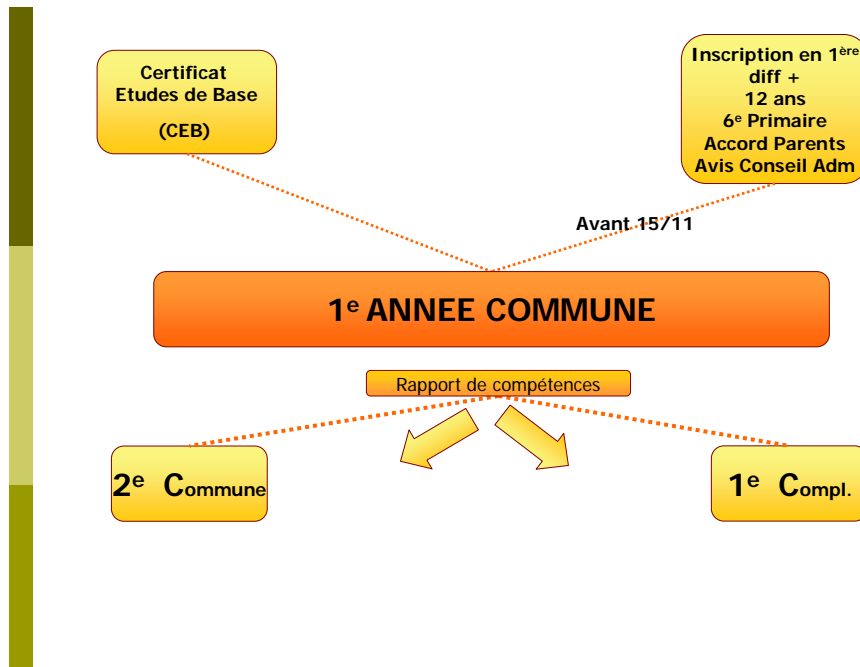 Certificat
Etudes de Base
(CEB)
Inscription en 1ère
diff +
12 ans
6e Primaire
Accord Parents
Avis Conseil Adm
Avant 15/11
1e ANNEE COMMUNE
Rapport de compétences
2e Commune
1e Compl.